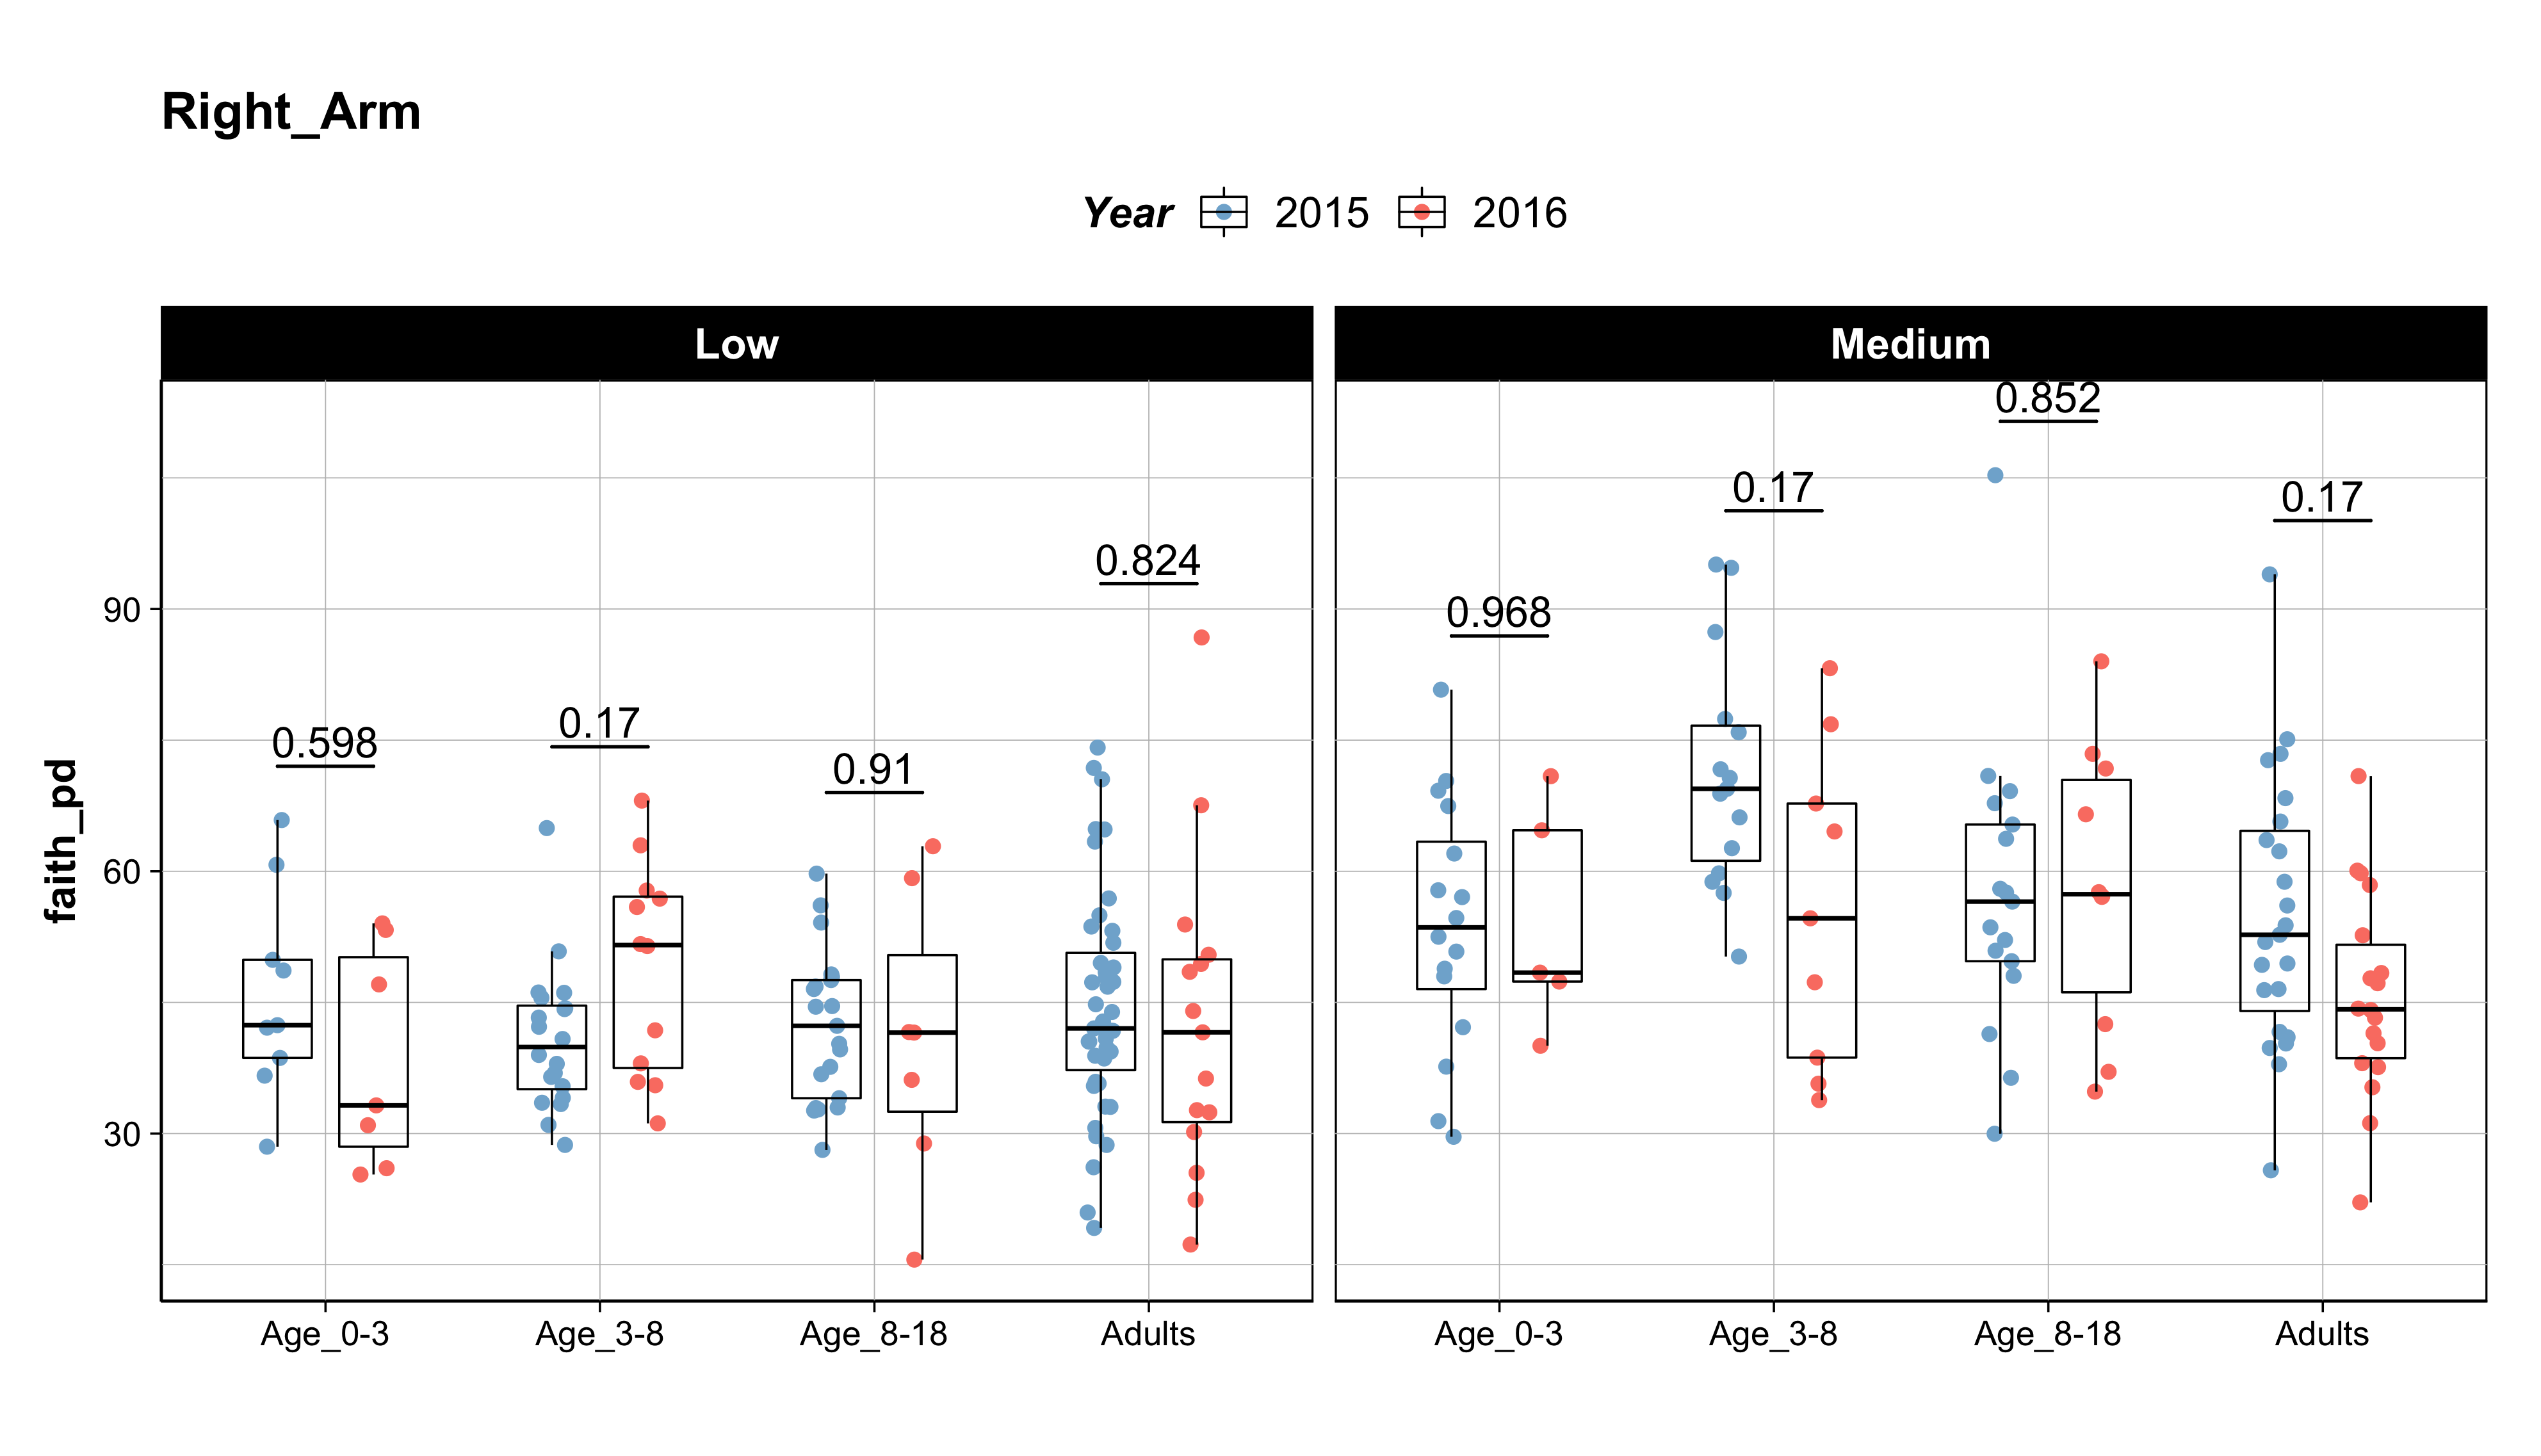 Right_Arm
Year 2015 2016
Low Medium
0.852
0.17 0.17
0.824
0.968
0.17
0.598
0.91
90
60
30
faith_pd
Age_0-3 Age_3-8 Age_8-18 Adults Age_0-3 Age_3-8 Age_8-18 Adults